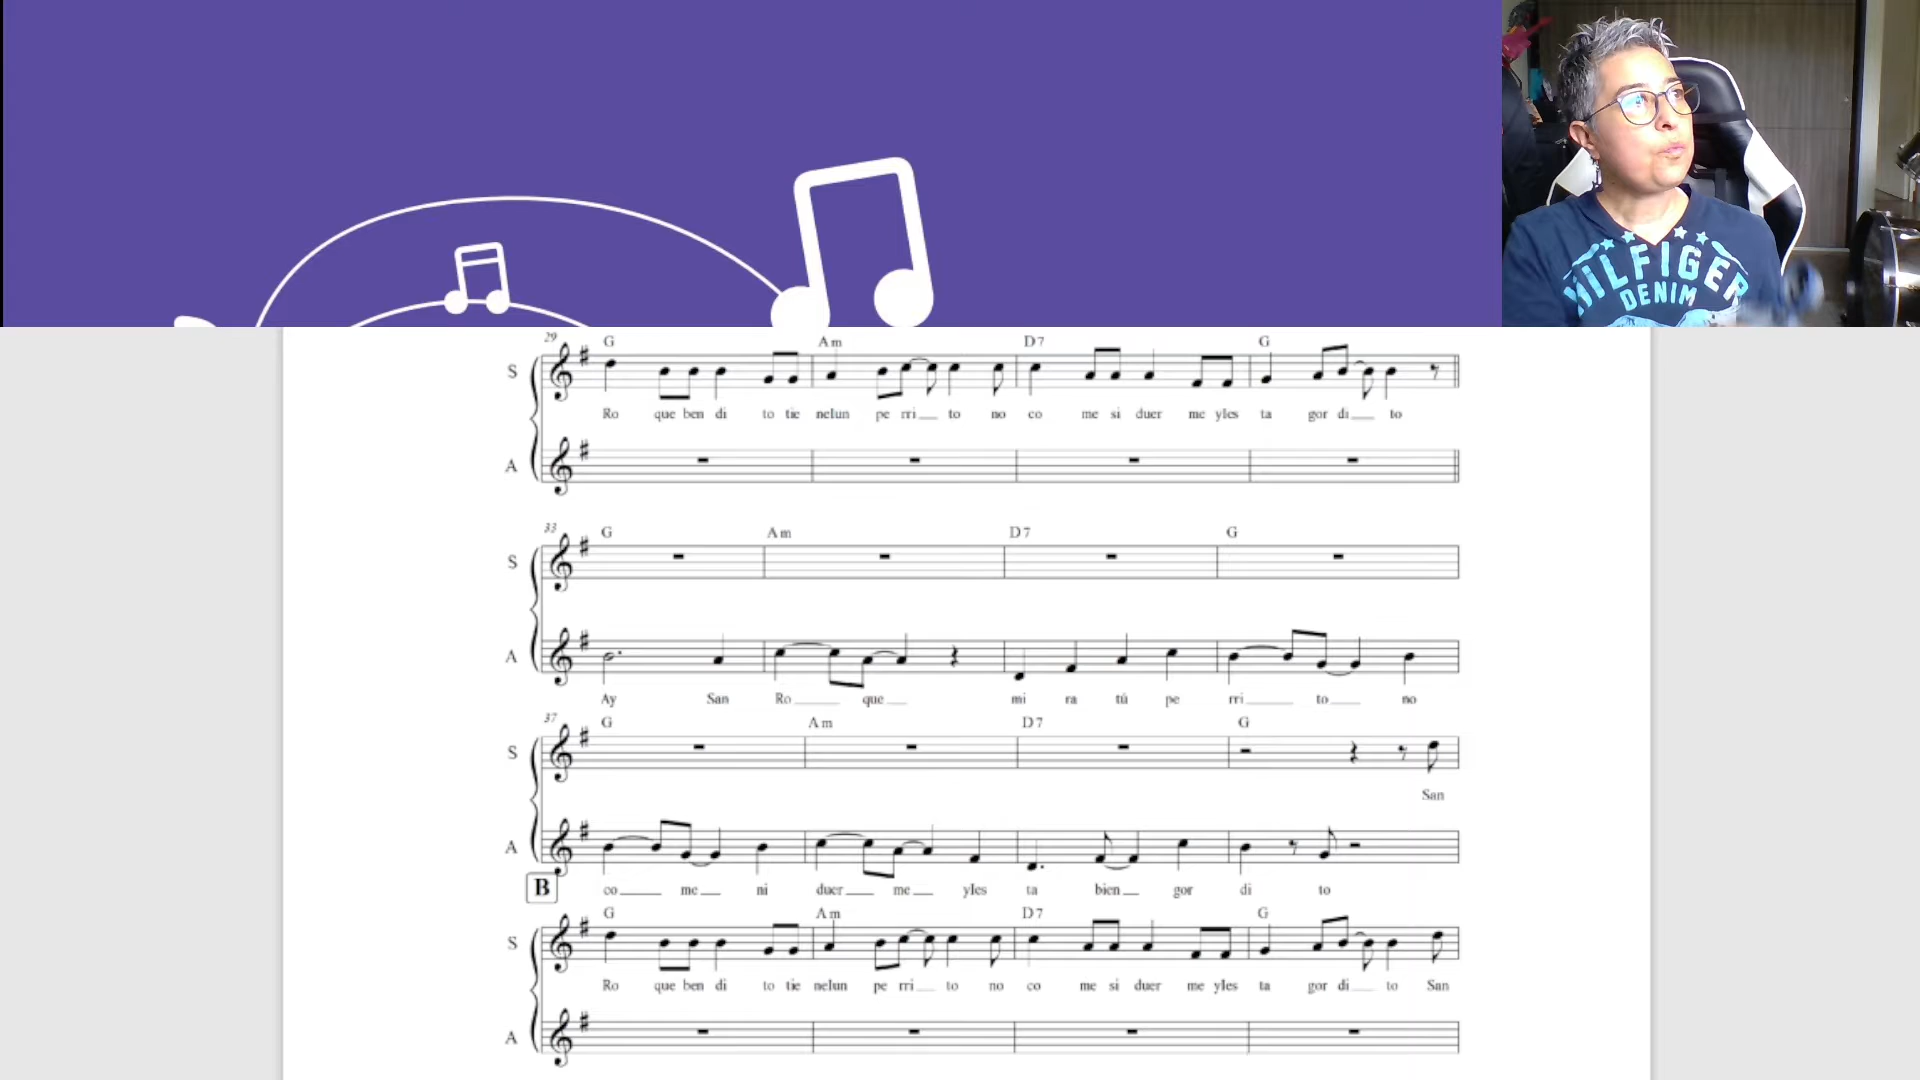 HILFIGER
DENIM
29
G Am D7 G
S
Ro que ben di to tie nelun pe rri to no co me si duer me yles ta gor di to
A
33
G Am D7 G
S
A
Ay San Ro que mi ra tú pe rri to no
37
G Am D7 G
S
San
A
B
co me ni duer me yles ta bien gor di to
G Am D7 G
S
Ro que ben di to tie nelun pe rri to no co me si duer me yles ta gor di to San
A